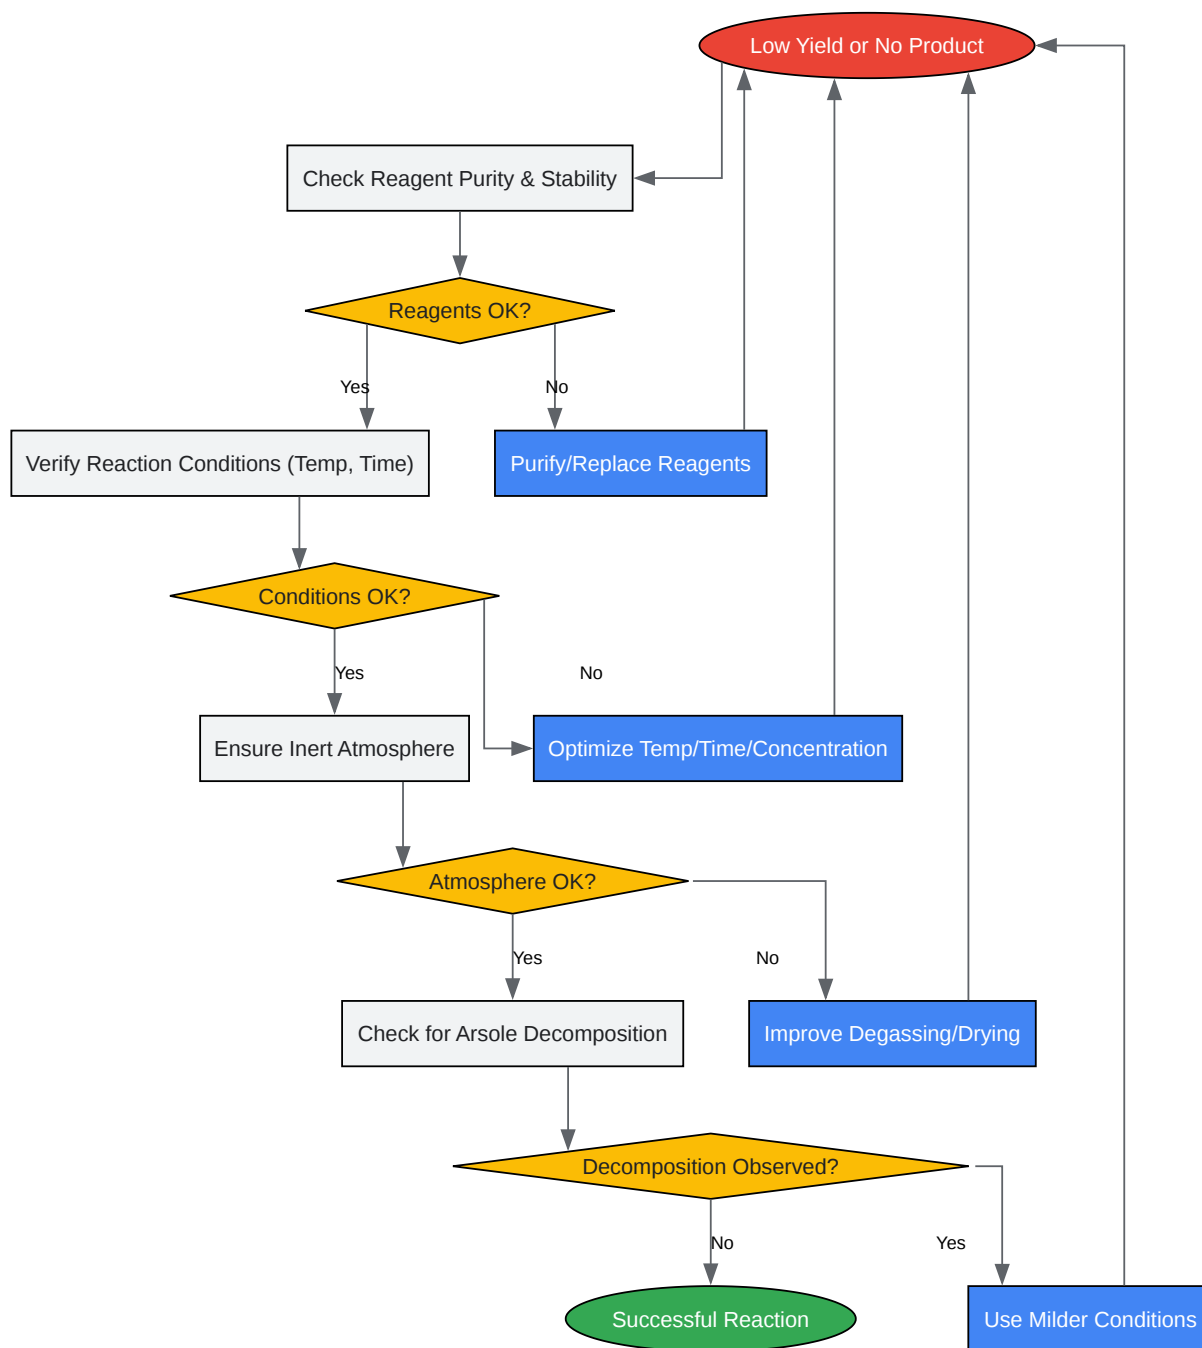 Low Yield or No Product
Check Reagent Purity & Stability
Reagents OK?
Yes
No
Verify Reaction Conditions (Temp, Time)
Purify/Replace Reagents
Conditions OK?
Yes
No
Ensure Inert Atmosphere
Optimize Temp/Time/Concentration
Atmosphere OK?
Yes
No
Check for Arsole Decomposition
Improve Degassing/Drying
Decomposition Observed?
No
Yes
Successful Reaction
Use Milder Conditions